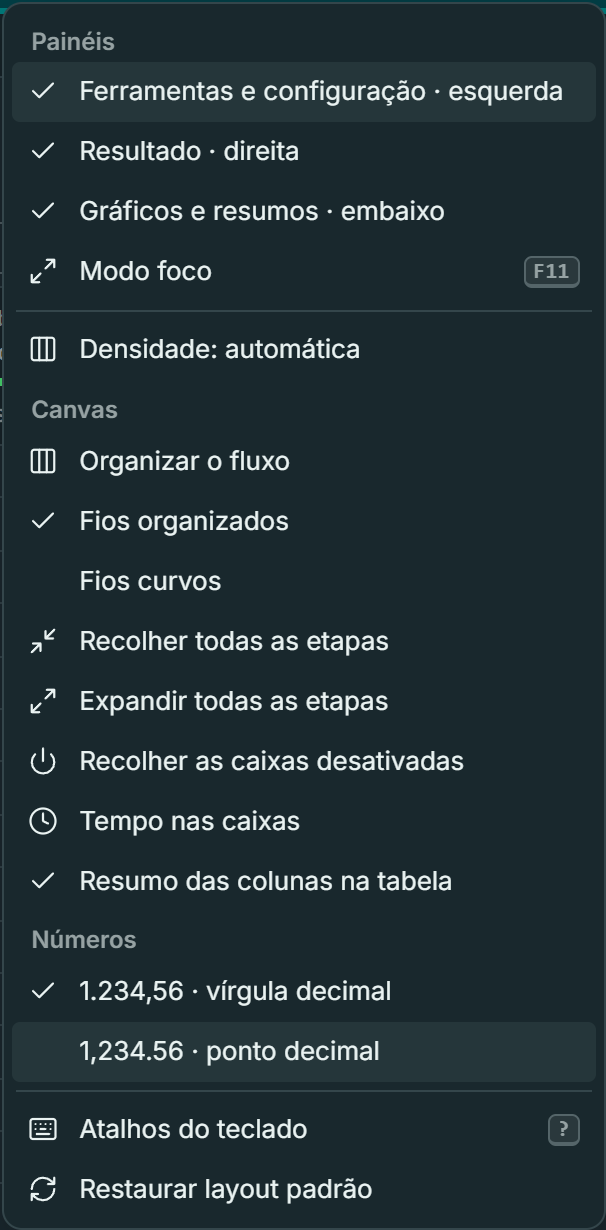 Painéis
Ferramentas e configuração · esquerda
Resultado · direita
Gráficos e resumos · embaixo
Modo foco F11
Densidade: automática
Canvas
Organizar o fluxo
Fios organizados
Fios curvos
Recolher todas as etapas
Expandir todas as etapas
Recolher as caixas desativadas
Tempo nas caixas
Resumo das colunas na tabela
Números
1.234,56 · vírgula decimal
1,234.56 · ponto decimal
Atalhos do teclado ?
Restaurar layout padrão